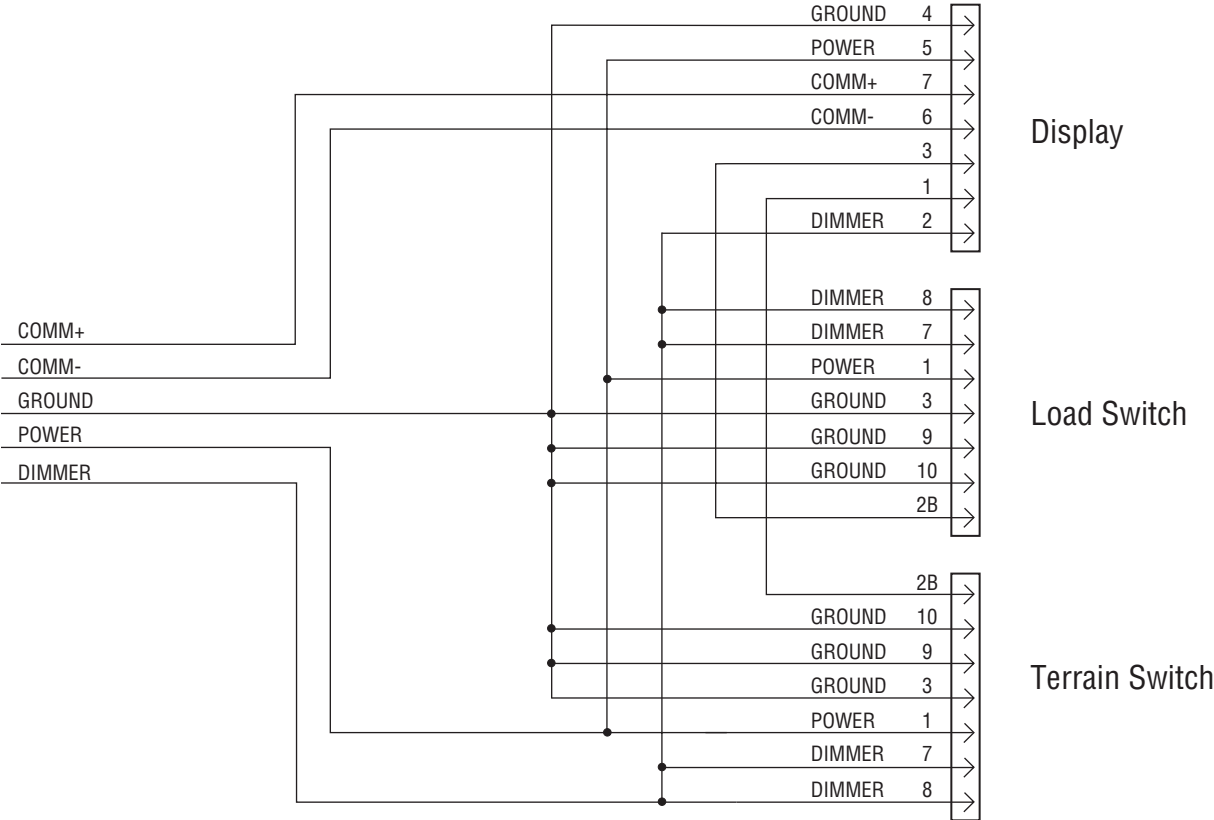 GROUND 4
POWER 5
COMM+ 7
COMM- 6
3
1
DIMMER 2
Display
DIMMER 8
DIMMER 7
POWER 1
GROUND 3
GROUND 9
GROUND 10
2B
Load Switch
COMM+
COMM-
GROUND
POWER
DIMMER
2B
GROUND 10
GROUND 9
GROUND 3
POWER 1
DIMMER 7
DIMMER 8
Terrain Switch